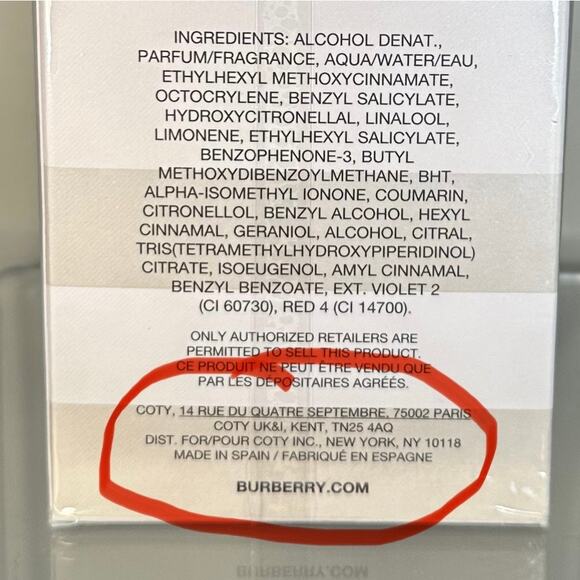 INGREDIENTS: ALCOHOL DENAT.,
PARFUM/FRAGRANCE, AQUA/WATER/EAU,
ETHYLHEXYL METHOXYCINNAMATE,
OCTOCRYLENE, BENZYL SALICYLATE,
HYDROXYCITRONELLAL, LINALOOL,
LIMONENE, ETHYLHEXYL SALICYLATE,
BENZOPHENONE-3, BUTYL
METHOXYDIBENZOYLMETHANE, BHT,
ALPHA-ISOMETHYL IONONE, COUMARIN,
CITRONELLOL, BENZYL ALCOHOL, HEXYL
CINNAMAL, GERANIOL, ALCOHOL, CITRAL,
TRIS(TETRAMETHYLHYDROXYPIPERIDINOL)
CITRATE, ISOEUGENOL, AMYL CINNAMAL,
BENZYL BENZOATE, EXT. VIOLET 2
(CI 60730), RED 4 (CI 14700).
ONLY AUTHORIZED RETAILERS ARE
PERMITTED TO SELL THIS PRODUCT.
CE PRODUIT NE PEUT ÊTRE VENDU QUE
PAR LES DÉPOSITAIRES AGRÉÉS.
COTY, 14 RUE DU QUATRE SEPTEMBRE, 75002 PARIS
COTY UK&I, KENT, TN25 4AQ
DIST. FOR/POUR COTY INC., NEW YORK, NY 10118
MADE IN SPAIN / FABRIQUÉ EN ESPAGNE
BURBERRY.COM